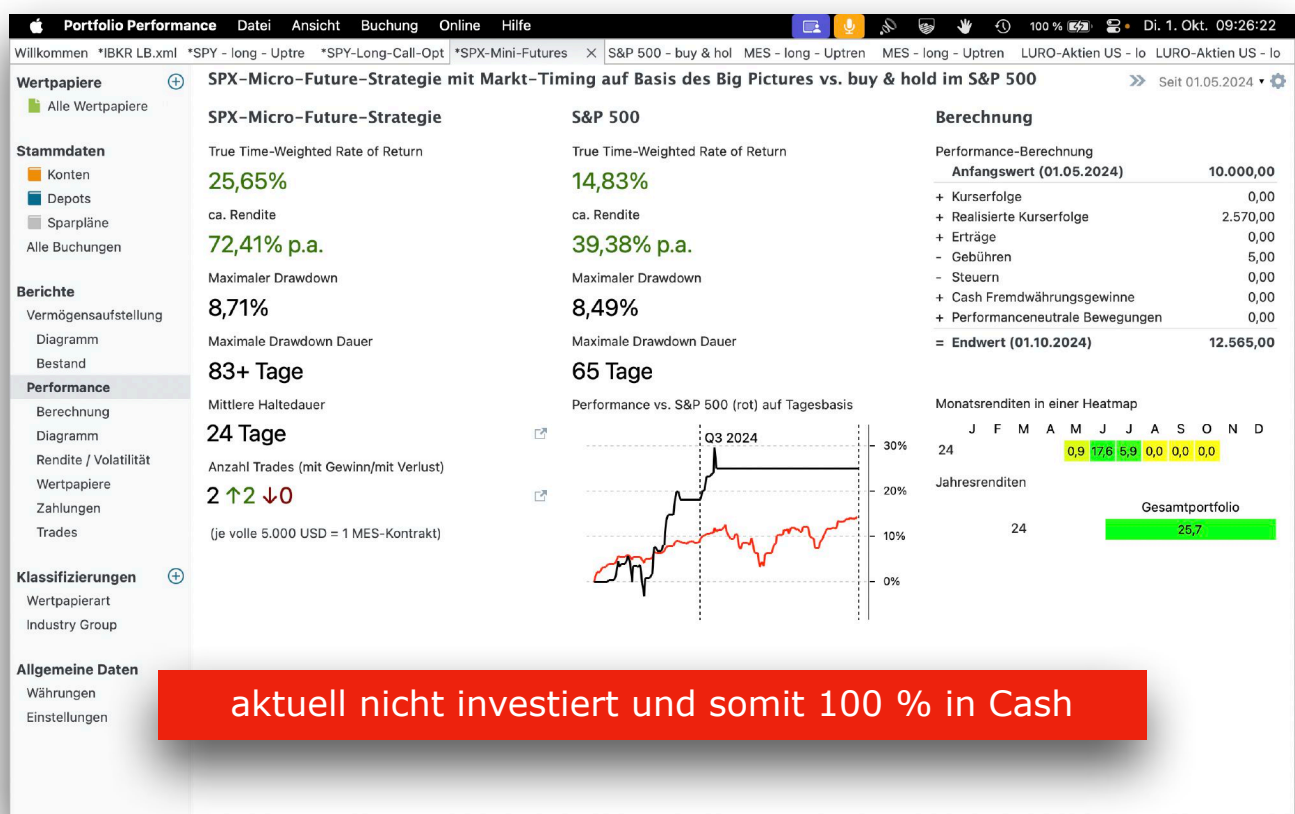 Portfolio Performance Datei Ansicht Buchung Online Hilfe 100 % Di. 1. Okt. 09:26:22
Willkommen *IBKR LB.xml *SPY - long - Uptre *SPY-Long-Call-Opt *SPX-Mini-Futures S&P 500 - buy & hol MES - long - Uptren MES - long - Uptren LURO-Aktien US - lo LURO-Aktien US - lo
Wertpapiere
Alle Wertpapiere
Stammdaten
Konten
Depots
Sparpläne
Alle Buchungen
Berichte
Vermögensaufstellung
Diagramm
Bestand
Performance
Berechnung
Diagramm
Rendite / Volatilität
Wertpapiere
Zahlungen
Trades
Klassifizierungen
Wertpapierart
Industry Group
Allgemeine Daten
Währungen
Einstellungen
SPX-Micro-Future-Strategie mit Markt-Timing auf Basis des Big Pictures vs. buy & hold im S&P 500
Seit 01.05.2024
SPX-Micro-Future-Strategie
True Time-Weighted Rate of Return
25,65%
ca. Rendite
72,41% p.a.
Maximaler Drawdown
8,71%
Maximale Drawdown Dauer
83+ Tage
Mittlere Haltedauer
24 Tage
Anzahl Trades (mit Gewinn/mit Verlust)
2 ↑2 ↓0
(je volle 5.000 USD = 1 MES-Kontrakt)
S&P 500
True Time-Weighted Rate of Return
14,83%
ca. Rendite
39,38% p.a.
Maximaler Drawdown
8,49%
Maximale Drawdown Dauer
65 Tage
Performance vs. S&P 500 (rot) auf Tagesbasis
Q3 2024
30%
20%
10%
0%
Berechnung
Performance-Berechnung
Anfangswert (01.05.2024) 10.000,00
+ Kurserfolge 0,00
+ Realisierte Kurserfolge 2.570,00
+ Erträge 0,00
- Gebühren 5,00
- Steuern 0,00
+ Cash Fremdwährungsgewinne 0,00
+ Performanceneutrale Bewegungen 0,00
= Endwert (01.10.2024) 12.565,00
Monatsrenditen in einer Heatmap
J F M A M J J A S O N D
24 0,9 17,6 5,9 0,0 0,0 0,0
Jahresrenditen
Gesamtportfolio
24 25,7
aktuell nicht investiert und somit 100 % in Cash